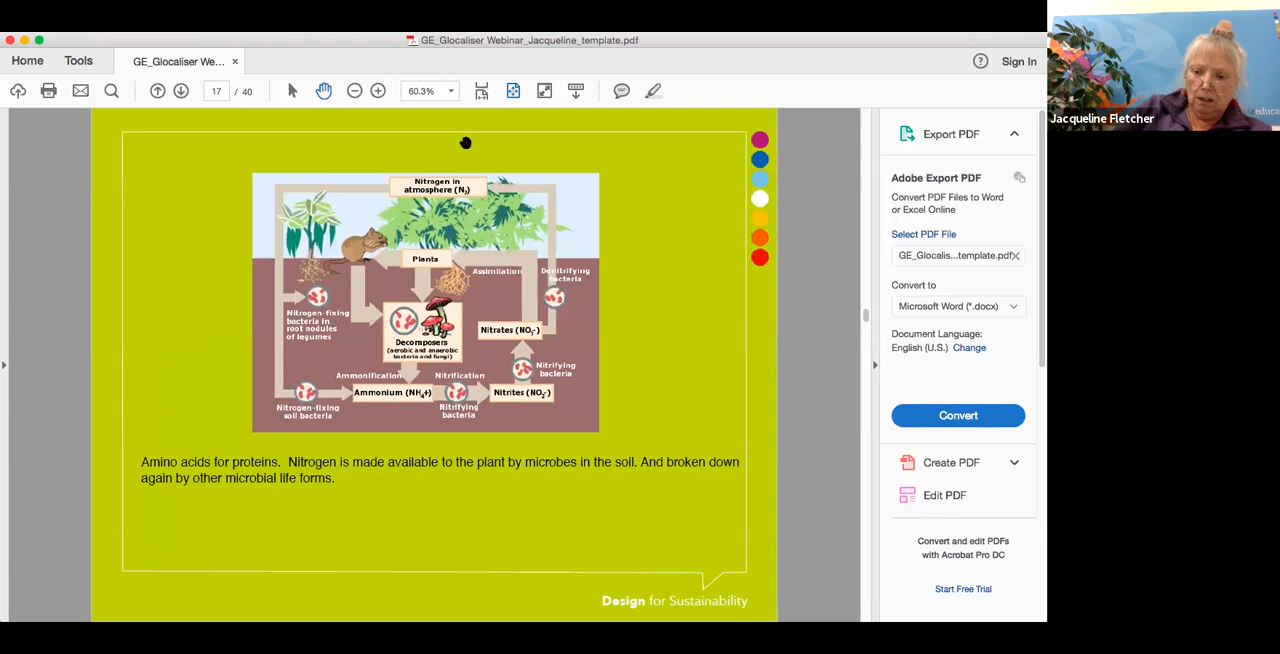 GE_Glocaliser Webinar_Jacqueline_template.pdf
Home
Tools
GE_Glocaliser We...
Sign In
17 / 40
60.3%
Jacqueline Fletcher
Nitrogen in
atmosphere (N2)
Plants
Assimilation
Denitrifying
bacteria
Nitrogen-fixing
bacteria in
root nodules
of legumes
Decomposers
(aerobic and anaerobic
bacteria and fungi)
Nitrates (NO3-)
Nitrifying
bacteria
Ammonification
Nitrification
Ammonium (NH4+)
Nitrites (NO2-)
Nitrogen-fixing
soil bacteria
Nitrifying
bacteria
Amino acids for proteins. Nitrogen is made available to the plant by microbes in the soil. And broken down
again by other microbial life forms.
Design for Sustainability
Export PDF
Adobe Export PDF
Convert PDF Files to Word
or Excel Online
Select PDF File
GE_Glocalis...template.pdf
Convert to
Microsoft Word (*.docx)
Document Language:
English (U.S.) Change
Convert
Create PDF
Edit PDF
Convert and edit PDFs
with Acrobat Pro DC
Start Free Trial